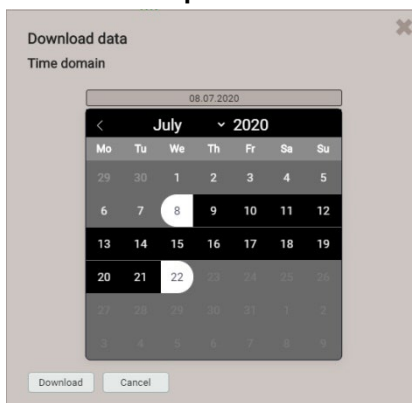 Download data
Time domain
08.07.2020
July 2020
Mo Tu We Th Fr Sa Su
29 30 1 2 3 4 5
6 7 8 9 10 11 12
13 14 15 16 17 18 19
20 21 22 23 24 25 26
27 28 29 30 31 1 2
3 4 5 6 7 8 9
Download Cancel